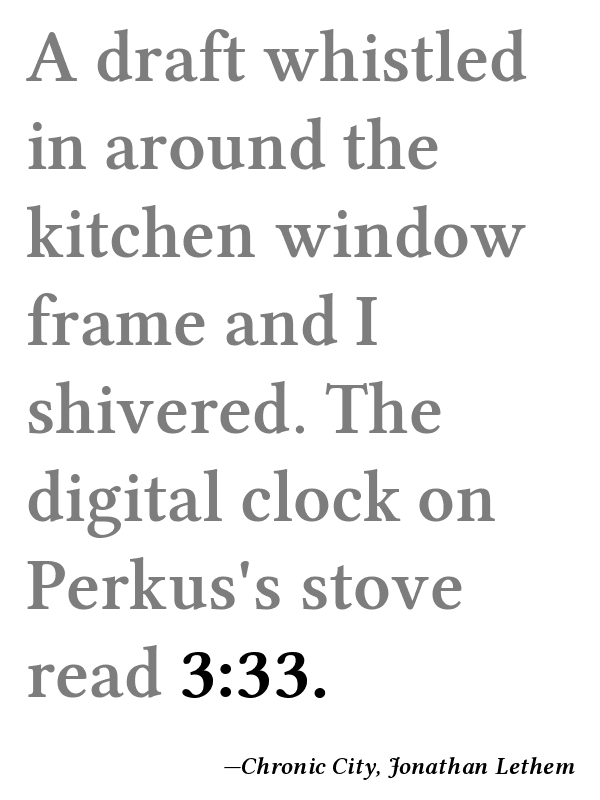 A draft whistled
in around the
kitchen window
frame and I
shivered. The
digital clock on
Perkus's stove
read 3:33.
—Chronic City, Jonathan Lethem